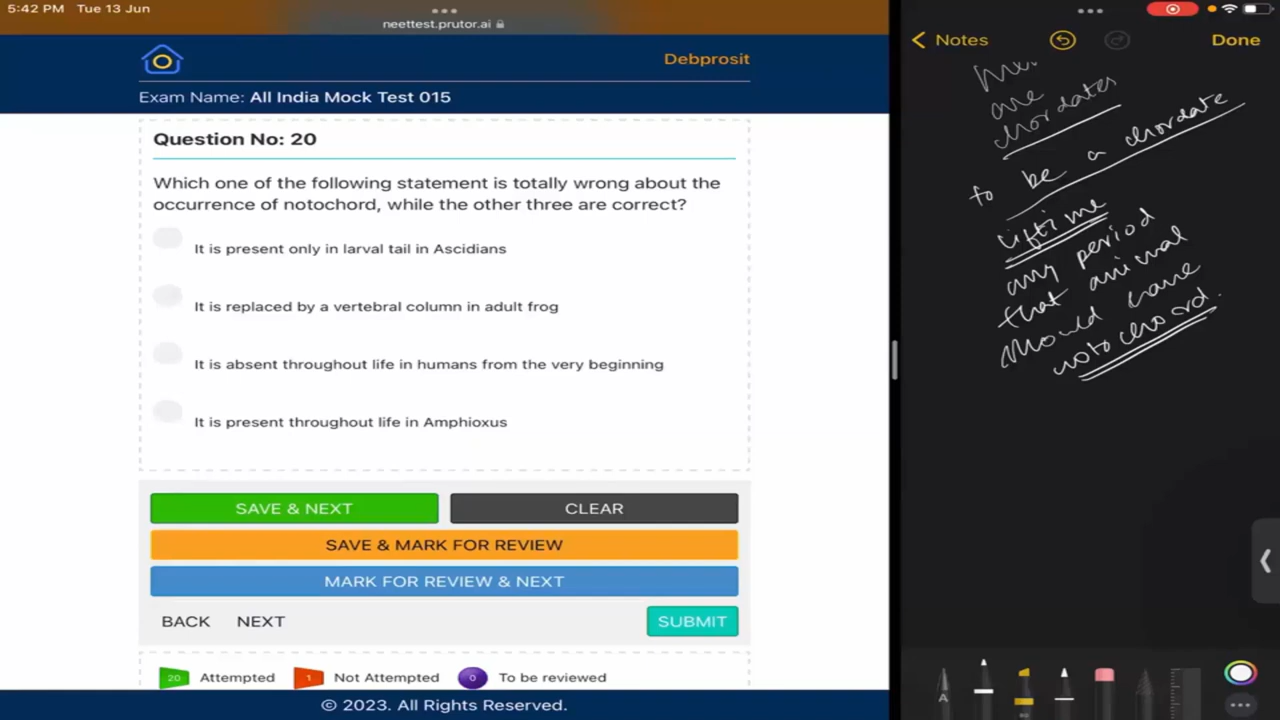 5:42 PM Tue 13 Jun
neettest.prutor.ai
Debprosit
Exam Name: All India Mock Test 015
Question No: 20
Which one of the following statement is totally wrong about the
occurrence of notochord, while the other three are correct?
It is present only in larval tail in Ascidians
It is replaced by a vertebral column in adult frog
It is absent throughout life in humans from the very beginning
It is present throughout life in Amphioxus
SAVE & NEXT
CLEAR
SAVE & MARK FOR REVIEW
MARK FOR REVIEW & NEXT
BACK NEXT
SUBMIT
20 Attempted
1 Not Attempted
0 To be reviewed
© 2023. All Rights Reserved.
Notes
Done
are
chordates
to be a chordate
liftime
any period
that animal
should have
notochord.
A